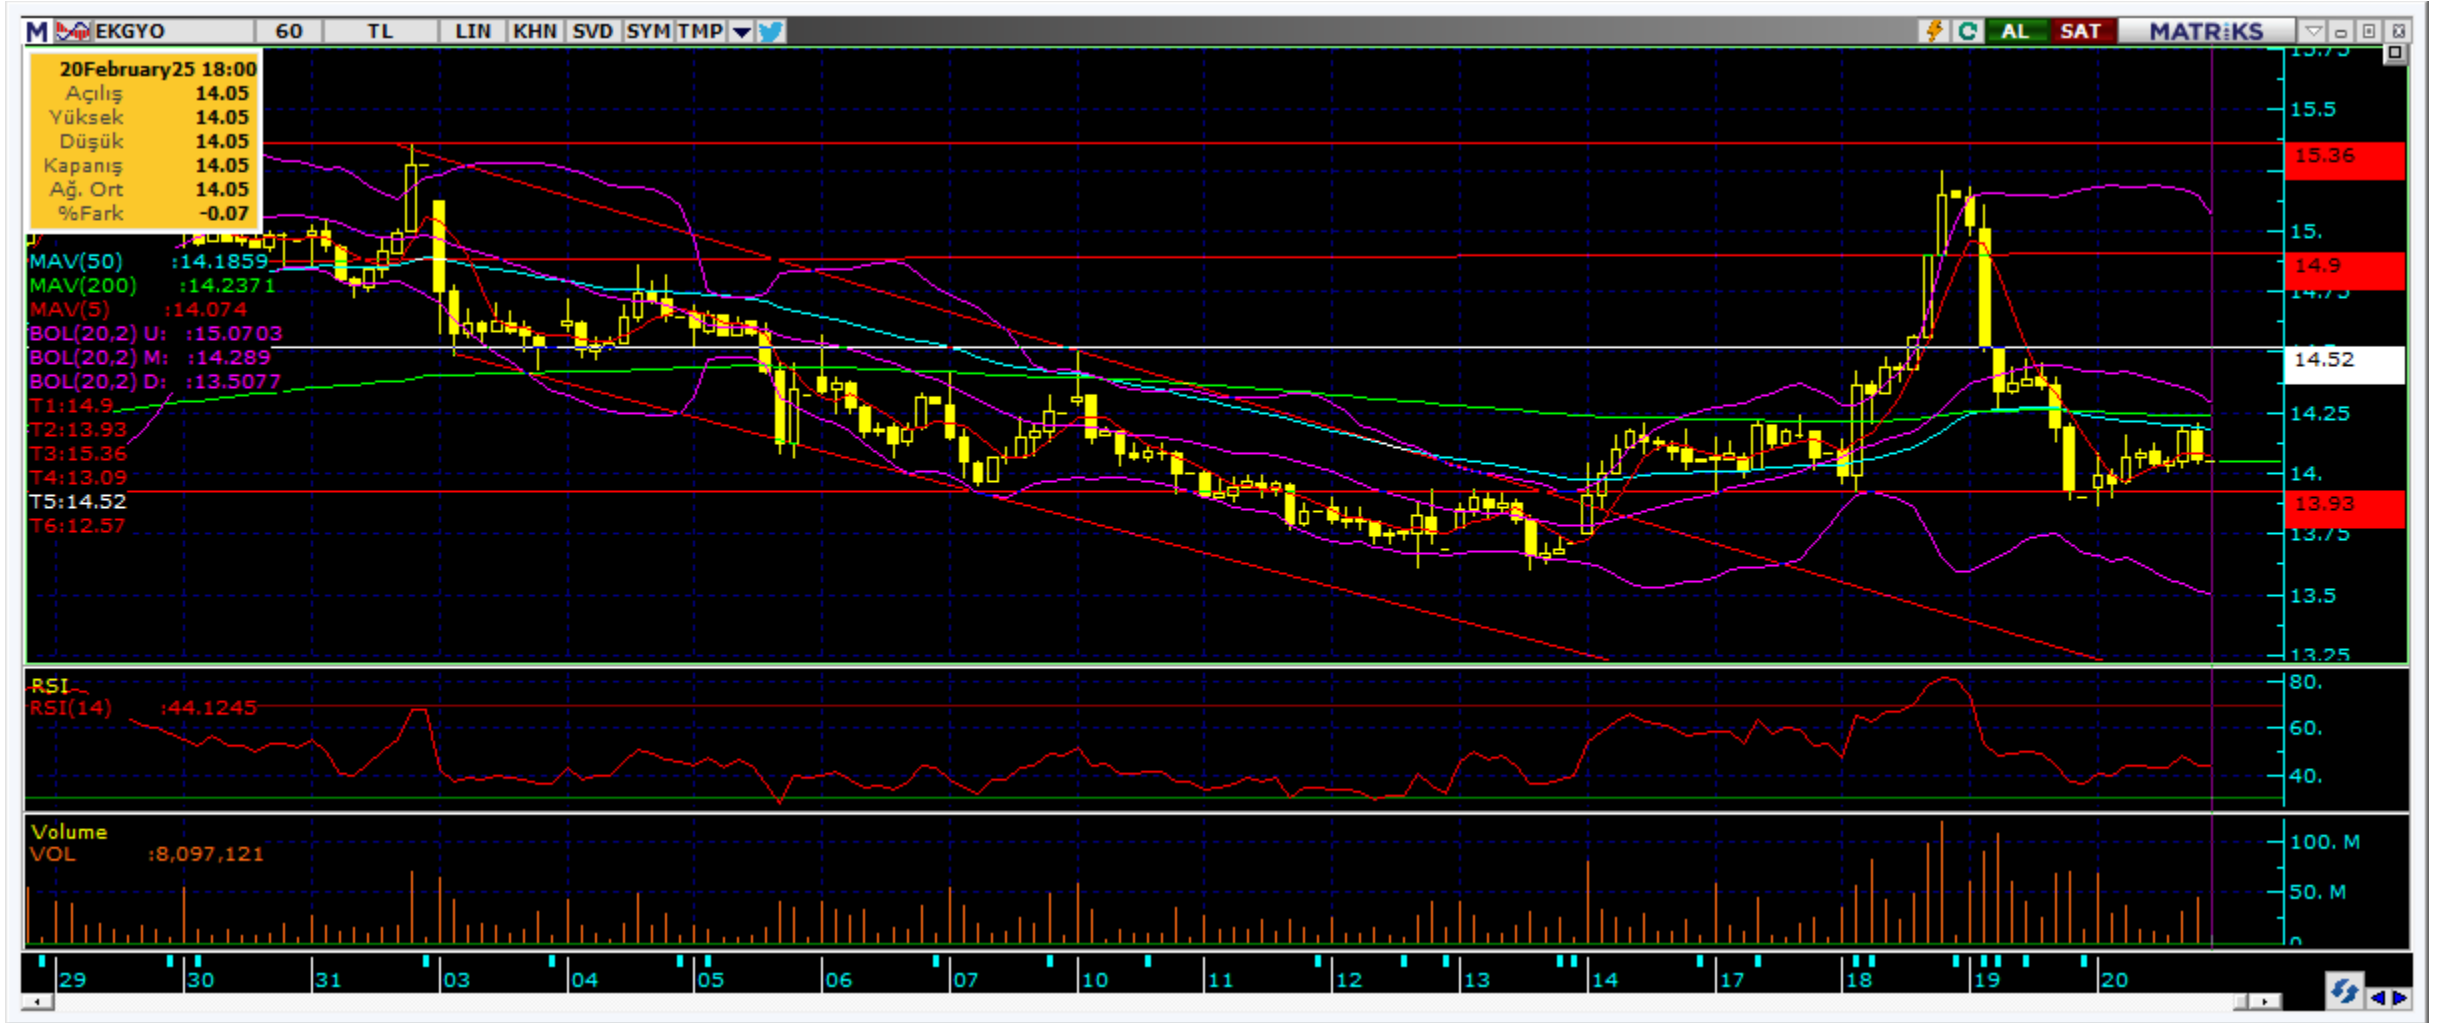 M EKGYO 60 TL LIN KHN SVD SYM TMP AL SAT MATRiKS
20February25 18:00
Açılış 14.05
Yüksek 14.05
Düşük 14.05
Kapanış 14.05
Ağ. Ort 14.05
%Fark -0.07
MAV(50) :14.1859
MAV(200) :14.2371
MAV(5) :14.074
BOL(20,2) U: :15.0703
BOL(20,2) M: :14.289
BOL(20,2) D: :13.5077
T1:14.9
T2:13.93
T3:15.36
T4:13.09
T5:14.52
T6:12.57
15.75
15.5
15.36
15.
14.9
14.75
14.52
14.25
14.
13.93
13.75
13.5
13.25
RSI
RSI(14) :44.1245
80.
60.
40.
Volume
VOL :8,097,121
100. M
50. M
0
29 30 31 03 04 05 06 07 10 11 12 13 14 17 18 19 20